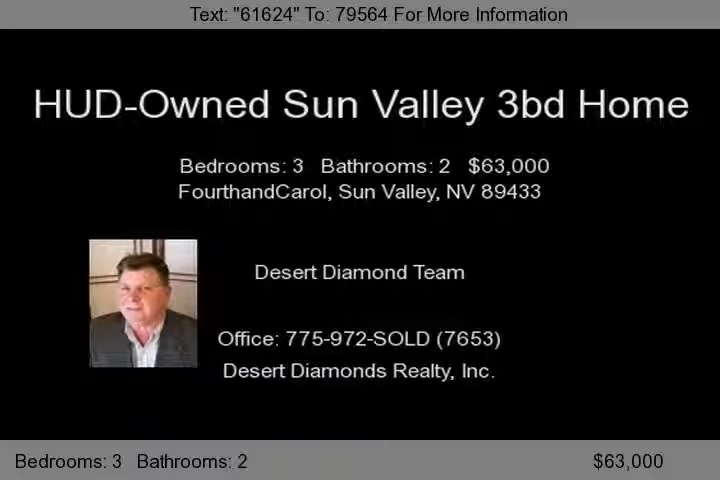 Text: "61624" To: 79564 For More Information
HUD-Owned Sun Valley 3bd Home
Bedrooms: 3 Bathrooms: 2 $63,000
FourthandCarol, Sun Valley, NV 89433
Desert Diamond Team
Office: 775-972-SOLD (7653)
Desert Diamonds Realty, Inc.
Bedrooms: 3 Bathrooms: 2 $63,000